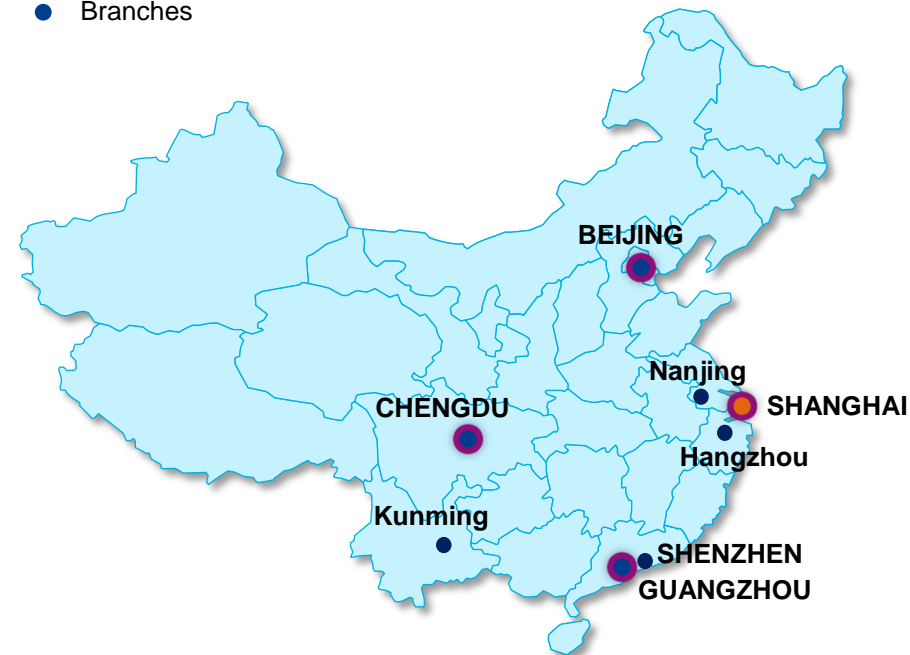 Branches
BEIJING
Nanjing
CHENGDU
SHANGHAI
Hangzhou
Kunming
SHENZHEN
GUANGZHOU